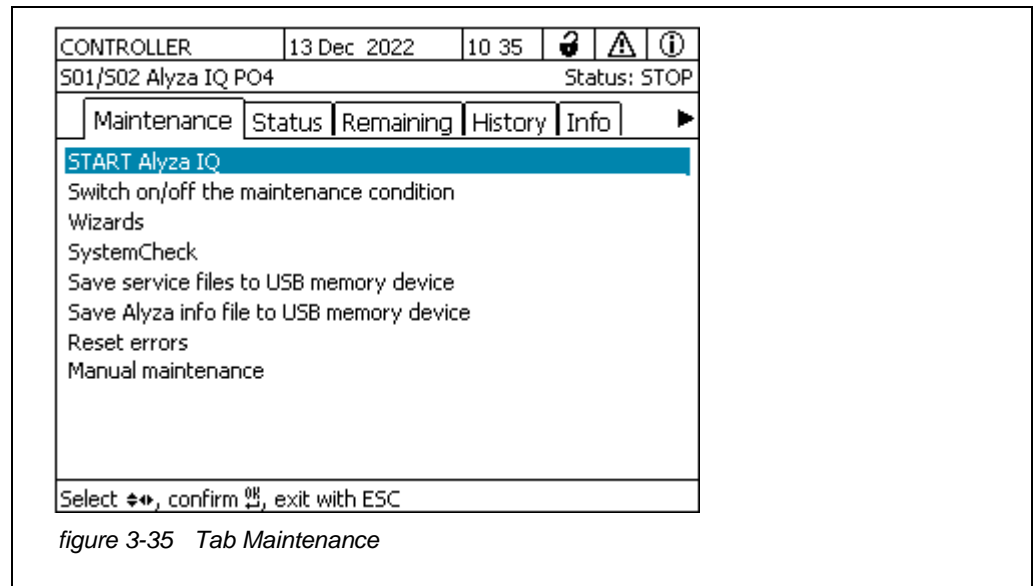 CONTROLLER 13 Dec 2022 10 35
S01/S02 Alyza IQ PO4 Status: STOP
Maintenance Status Remaining History Info
START Alyza IQ
Switch on/off the maintenance condition
Wizards
SystemCheck
Save service files to USB memory device
Save Alyza info file to USB memory device
Reset errors
Manual maintenance
Select, confirm OK, exit with ESC
figure 3-35 Tab Maintenance